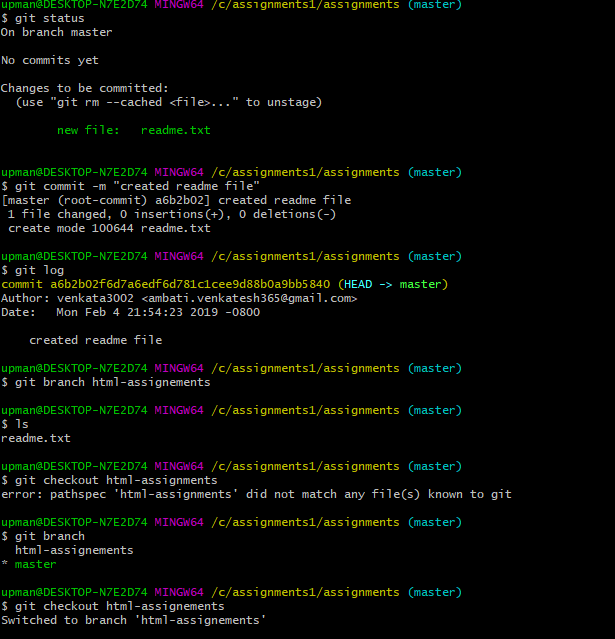 upman@DESKTOP-N7E2D74 MINGW64 /c/assignments1/assignments (master)
$ git status
On branch master
No commits yet
Changes to be committed:
  (use "git rm --cached <file>..." to unstage)
        new file:   readme.txt
upman@DESKTOP-N7E2D74 MINGW64 /c/assignments1/assignments (master)
$ git commit -m "created readme file"
[master (root-commit) a6b2b02] created readme file
 1 file changed, 0 insertions(+), 0 deletions(-)
 create mode 100644 readme.txt
upman@DESKTOP-N7E2D74 MINGW64 /c/assignments1/assignments (master)
$ git log
commit a6b2b02f6d7a6edf6d781c1cee9d88b0a9bb5840 (HEAD -> master)
Author: venkata3002 <ambati.venkatesh365@gmail.com>
Date:   Mon Feb 4 21:54:23 2019 -0800
    created readme file
upman@DESKTOP-N7E2D74 MINGW64 /c/assignments1/assignments (master)
$ git branch html-assignements
upman@DESKTOP-N7E2D74 MINGW64 /c/assignments1/assignments (master)
$ ls
readme.txt
upman@DESKTOP-N7E2D74 MINGW64 /c/assignments1/assignments (master)
$ git checkout html-assignments
error: pathspec 'html-assignments' did not match any file(s) known to git
upman@DESKTOP-N7E2D74 MINGW64 /c/assignments1/assignments (master)
$ git branch
  html-assignements
* master
upman@DESKTOP-N7E2D74 MINGW64 /c/assignments1/assignments (master)
$ git checkout html-assignements
Switched to branch 'html-assignements'